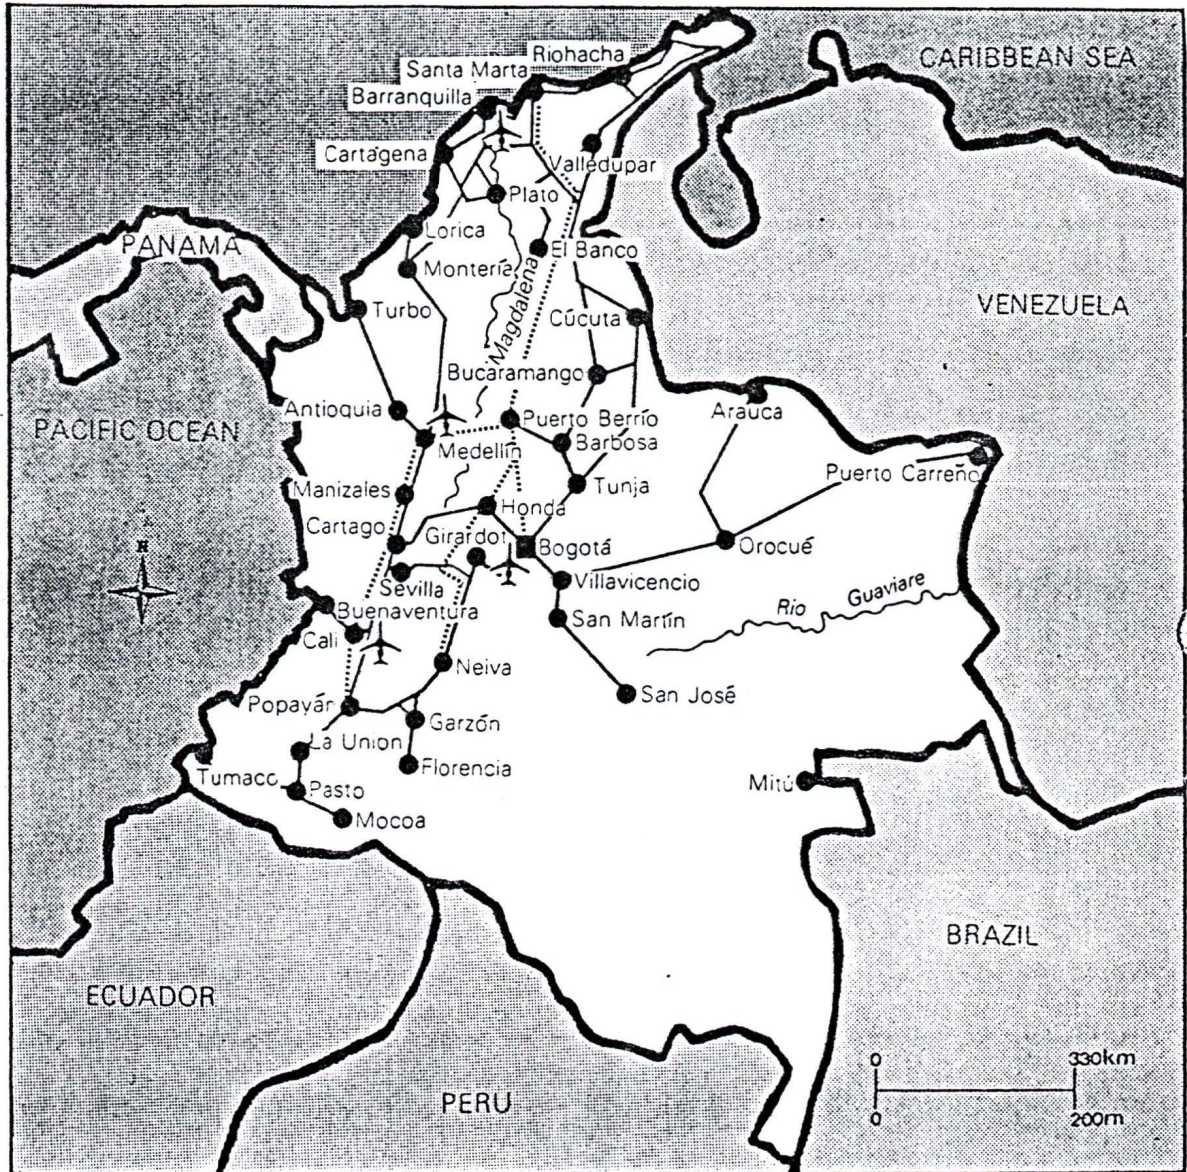 CARIBBEAN SEA
Riohacha
Santa Marta
Barranquilla
Cartagena
Valledupar
Plato
Lorica
El Banco
PANAMA
Montería
Magdalena
VENEZUELA
Turbo
Cúcuta
Bucaramango
Antioquia
Puerto Berrío
Arauca
PACIFIC OCEAN
Medellín
Barbosa
Puerto Carreño
Manizales
Tunja
Honda
Cartago
Girardot
Bogotá
Orocué
N
Sevilla
Villavicencio
Rio Guaviare
Buenaventura
San Martín
Cali
Neiva
San José
Popayár
Garzón
La Union
Florencia
Tumacc
Pasto
Mitú
Mocoa
BRAZIL
ECUADOR
PERU
0 330km
0 200m